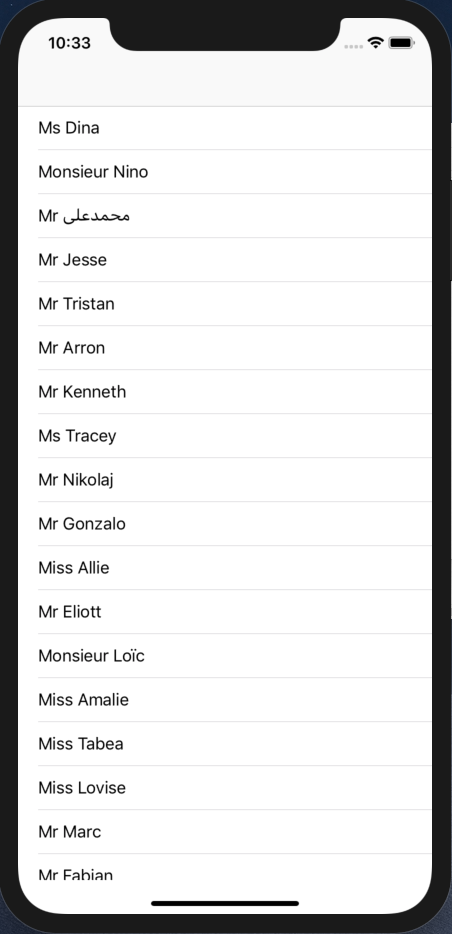 10:33
Ms Dina
Monsieur Nino
Mr محمدعلی
Mr Jesse
Mr Tristan
Mr Arron
Mr Kenneth
Ms Tracey
Mr Nikolaj
Mr Gonzalo
Miss Allie
Mr Eliott
Monsieur Loïc
Miss Amalie
Miss Tabea
Miss Lovise
Mr Marc
Mr Fabian